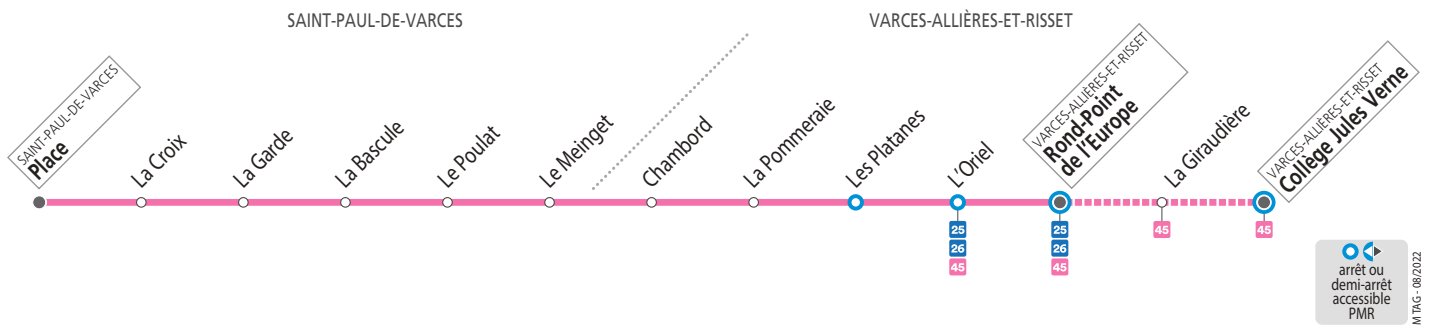 SAINT-PAUL-DE-VARCES
VARCES-ALLIÈRES-ET-RISSET
SAINT-PAUL-DE-VARCES
Place
La Croix
La Garde
La Bascule
Le Poulat
Le Meinget
Chambord
La Pommeraie
Les Platanes
L'Oriel
VARCES-ALLIÈRES-ET-RISSET
Rond-Point
de l'Europe
La Giraudière
VARCES-ALLIÈRES-ET-RISSET
Collège Jules Verne
25
26
45
25
26
45
45
45
arrêt ou
demi-arrêt
accessible
PMR
M TAG - 08/2022